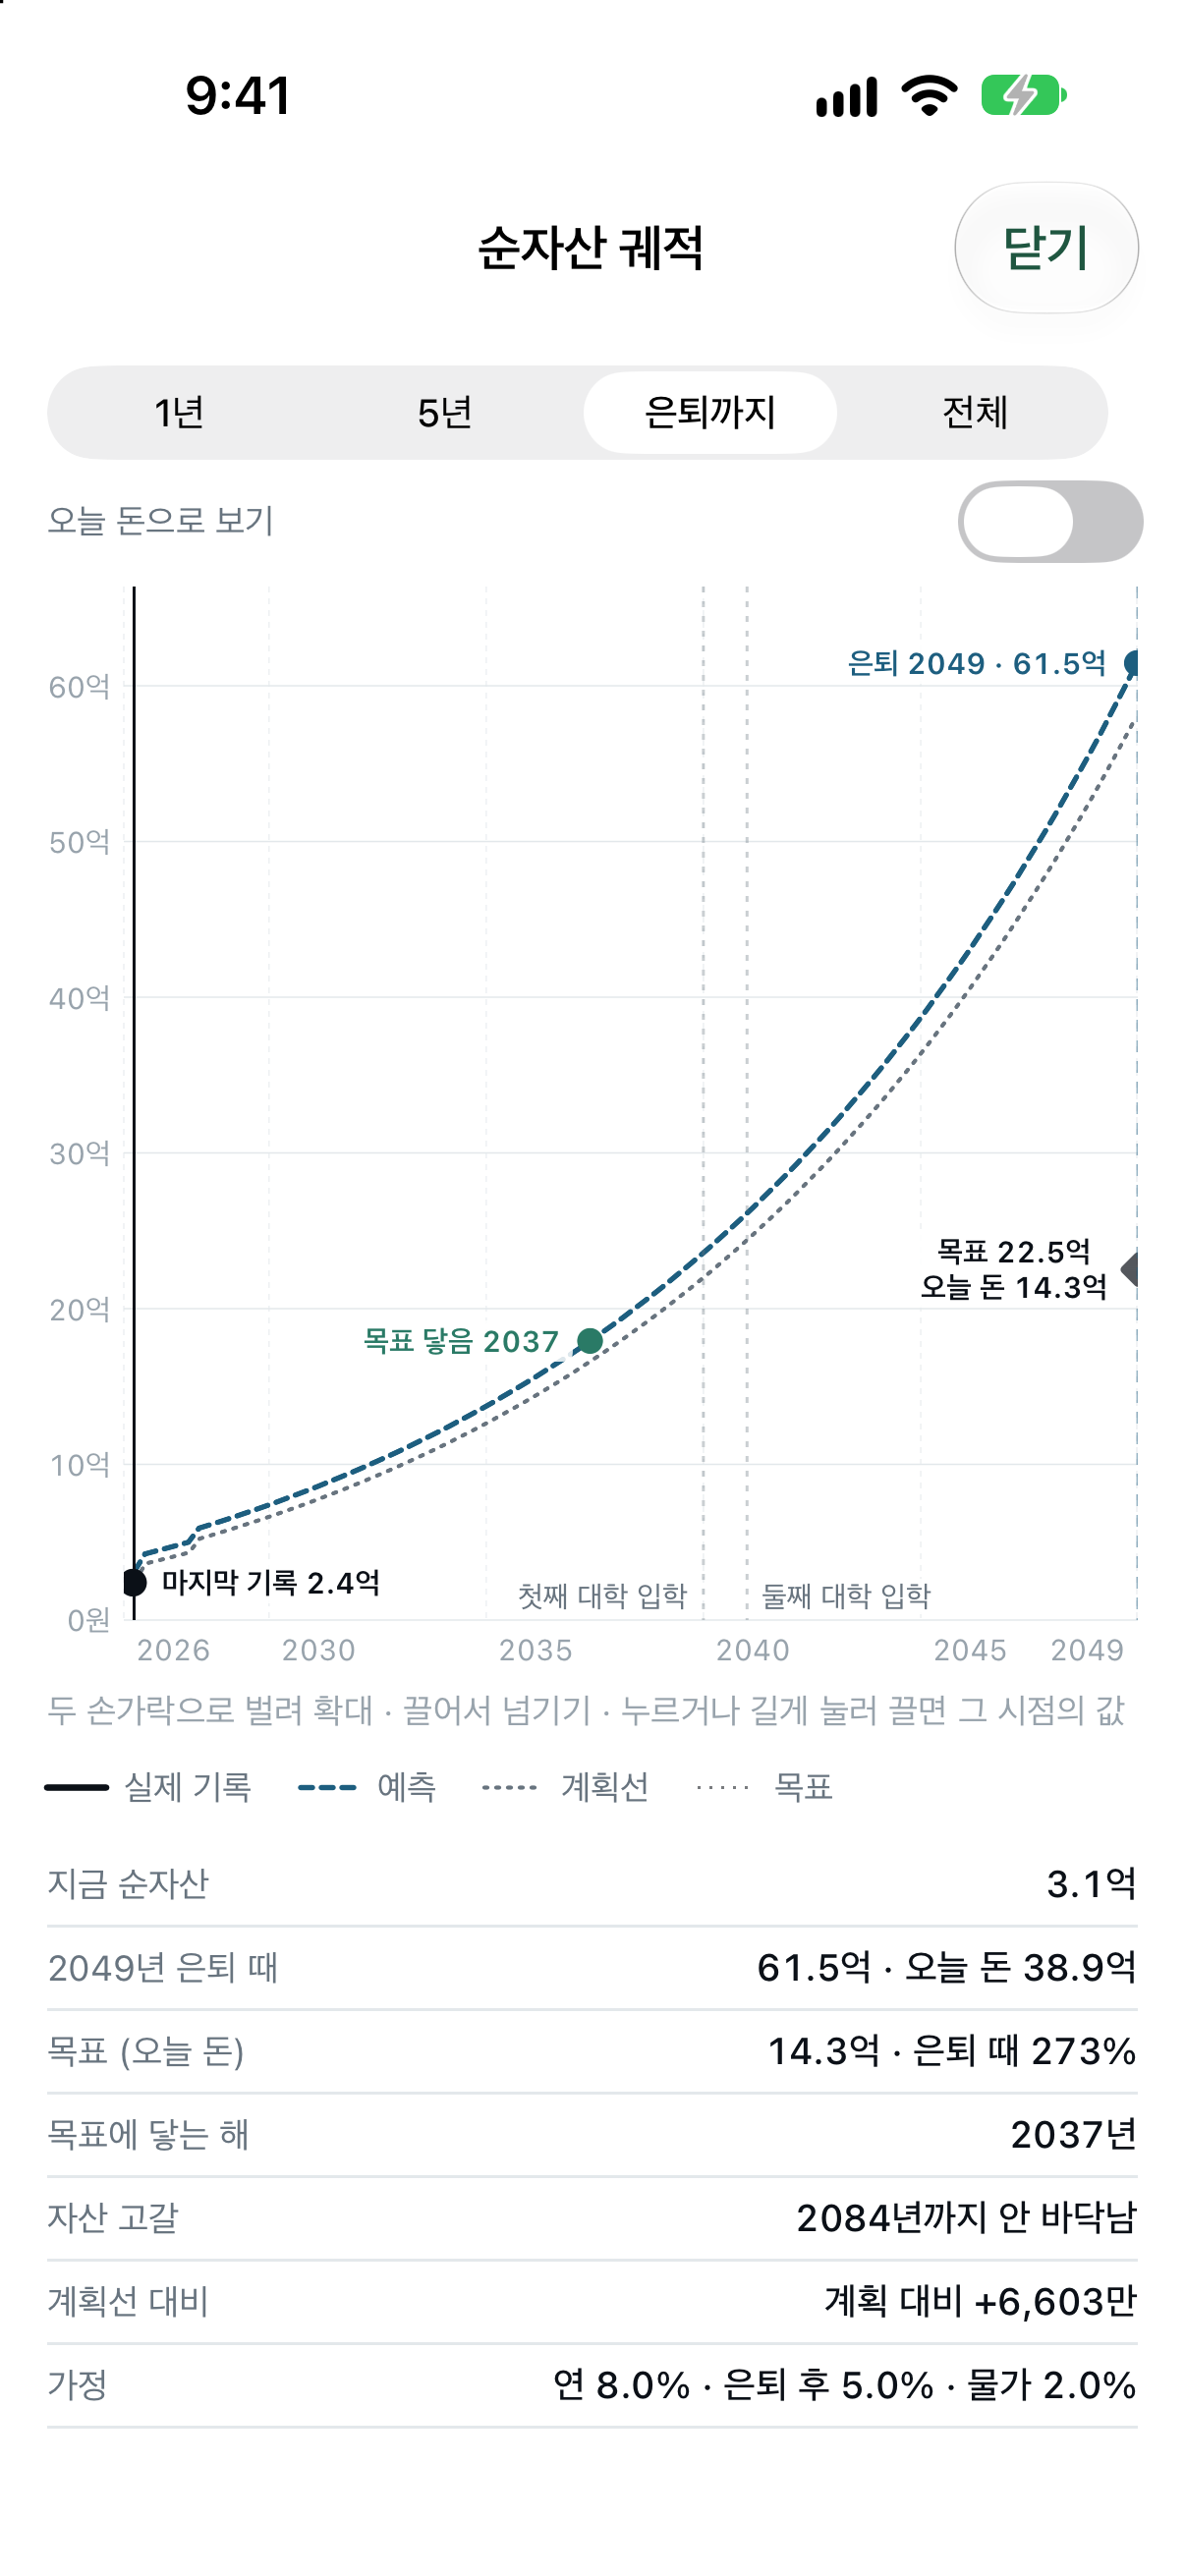 9:41
순자산 궤적
닫기
1년 5년 은퇴까지 전체
오늘 돈으로 보기
은퇴 2049 · 61.5억
60억
50억
40억
30억
목표 22.5억
오늘 돈 14.3억
20억
목표 닿음 2037
10억
마지막 기록 2.4억
첫째 대학 입학 둘째 대학 입학
0원
2026 2030 2035 2040 2045 2049
두 손가락으로 벌려 확대 · 끌어서 넘기기 · 누르거나 길게 눌러 끌면 그 시점의 값
실제 기록 예측 계획선 목표
지금 순자산 3.1억
2049년 은퇴 때 61.5억 · 오늘 돈 38.9억
목표 (오늘 돈) 14.3억 · 은퇴 때 273%
목표에 닿는 해 2037년
자산 고갈 2084년까지 안 바닥남
계획선 대비 계획 대비 +6,603만
가정 연 8.0% · 은퇴 후 5.0% · 물가 2.0%